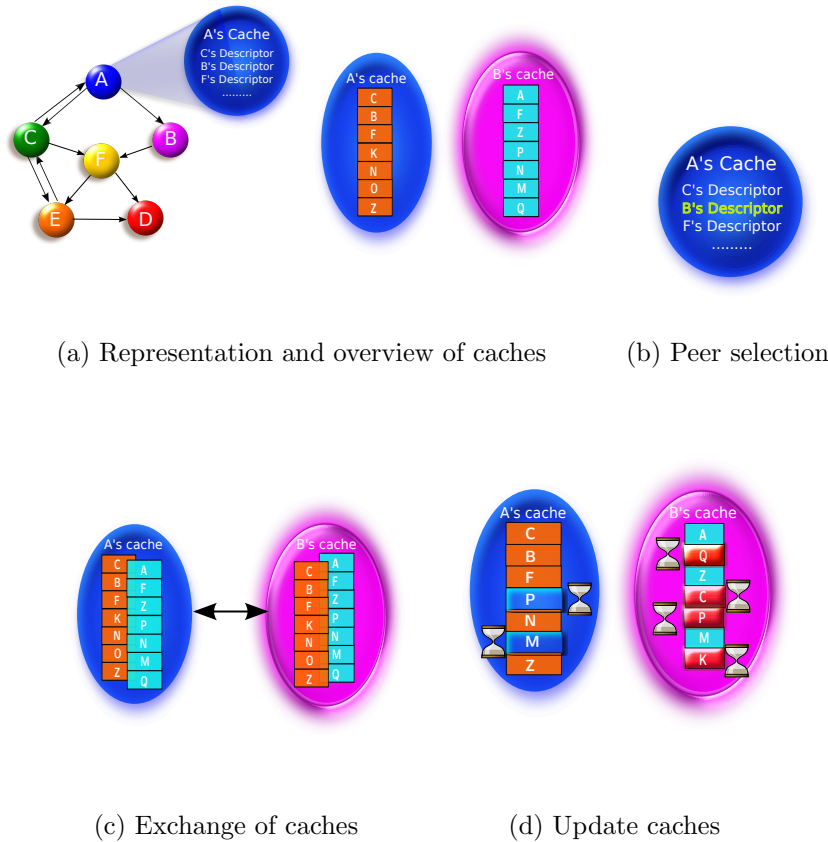 A's Cache
C's Descriptor
B's Descriptor
F's Descriptor
.........
A
C
B
F
E
D
A's cache
C
B
F
K
N
O
Z
B's cache
A
F
Z
P
N
M
Q
A's Cache
C's Descriptor
B's Descriptor
F's Descriptor
.........
(a) Representation and overview of caches
(b) Peer selection
A's cache
C
B
F
K
N
O
Z
A
F
Z
P
N
M
Q
B's cache
C
B
F
K
N
O
Z
A
F
Z
P
N
M
Q
A's cache
C
B
F
P
N
M
Z
B's cache
A
Q
Z
C
P
M
K
(c) Exchange of caches
(d) Update caches